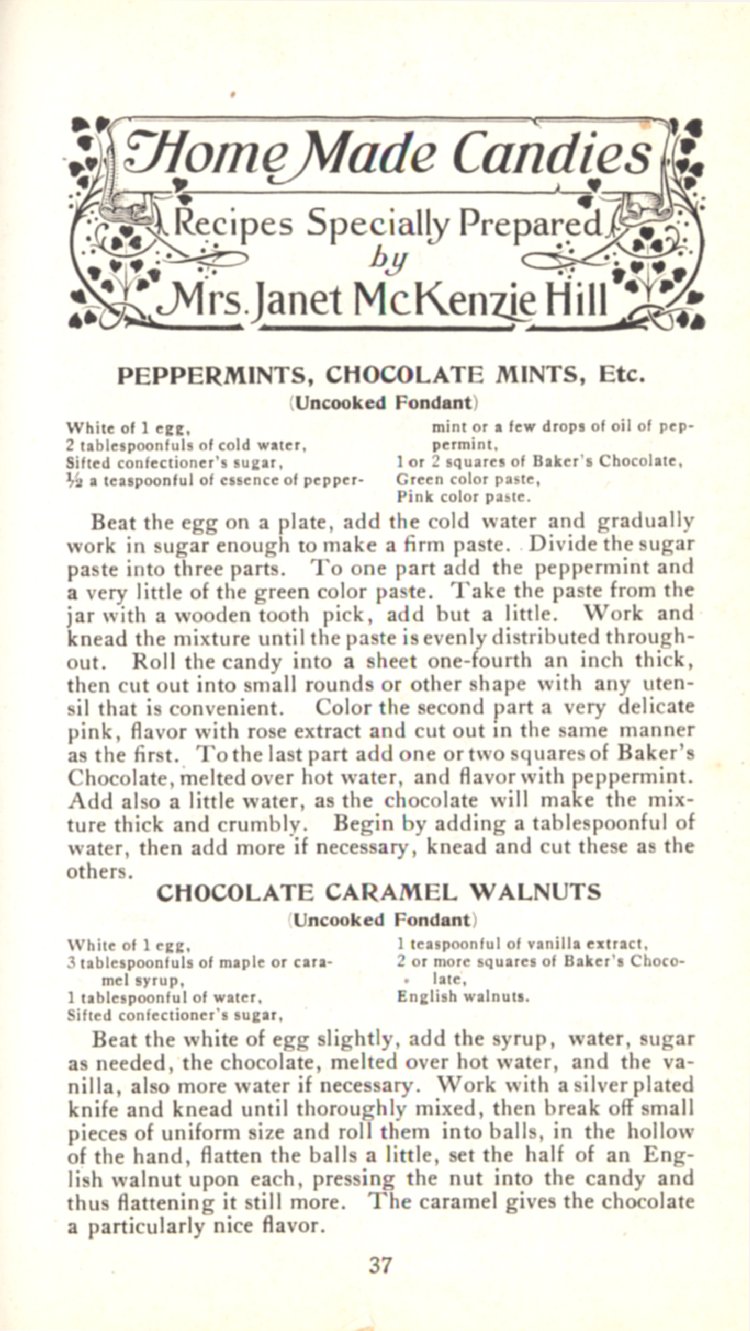 Home Made Candies
Recipes Specially Prepared
by
Mrs. Janet McKenzie Hill
PEPPERMINTS, CHOCOLATE MINTS, Etc.
(Uncooked Fondant)
White of 1 egg,
2 tablespoonfuls of cold water,
Sifted confectioner's sugar,
½ a teaspoonful of essence of pepper-
mint or a few drops of oil of pep-
permint,
1 or 2 squares of Baker's Chocolate,
Green color paste,
Pink color paste.
Beat the egg on a plate, add the cold water and gradually
work in sugar enough to make a firm paste. Divide the sugar
paste into three parts. To one part add the peppermint and
a very little of the green color paste. Take the paste from the
jar with a wooden tooth pick, add but a little. Work and
knead the mixture until the paste is evenly distributed through-
out. Roll the candy into a sheet one-fourth an inch thick,
then cut out into small rounds or other shape with any uten-
sil that is convenient. Color the second part a very delicate
pink, flavor with rose extract and cut out in the same manner
as the first. To the last part add one or two squares of Baker's
Chocolate, melted over hot water, and flavor with peppermint.
Add also a little water, as the chocolate will make the mix-
ture thick and crumbly. Begin by adding a tablespoonful of
water, then add more if necessary, knead and cut these as the
others.
CHOCOLATE CARAMEL WALNUTS
(Uncooked Fondant)
White of 1 egg,
3 tablespoonfuls of maple or cara-
mel syrup,
1 tablespoonful of water,
Sifted confectioner's sugar,
1 teaspoonful of vanilla extract,
2 or more squares of Baker's Choco-
late,
English walnuts.
Beat the white of egg slightly, add the syrup, water, sugar
as needed, the chocolate, melted over hot water, and the va-
nilla, also more water if necessary. Work with a silver plated
knife and knead until thoroughly mixed, then break off small
pieces of uniform size and roll them into balls, in the hollow
of the hand, flatten the balls a little, set the half of an Eng-
lish walnut upon each, pressing the nut into the candy and
thus flattening it still more. The caramel gives the chocolate
a particularly nice flavor.
37